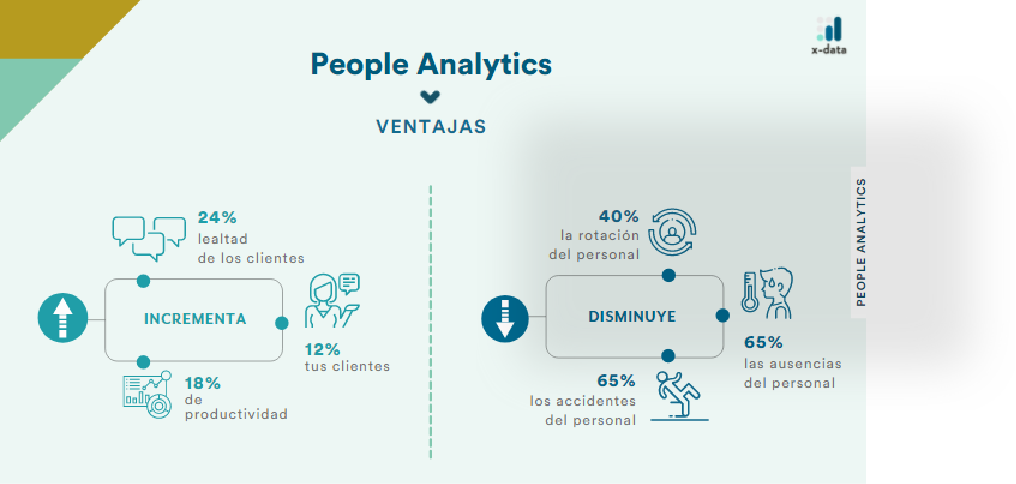 x-data
People Analytics
VENTAJAS
24%
lealtad
de los clientes
INCREMENTA
12%
tus clientes
18%
de
productividad
40%
la rotación
del personal
DISMINUYE
65%
las ausencias
del personal
65%
los accidentes
del personal
PEOPLE ANALYTICS